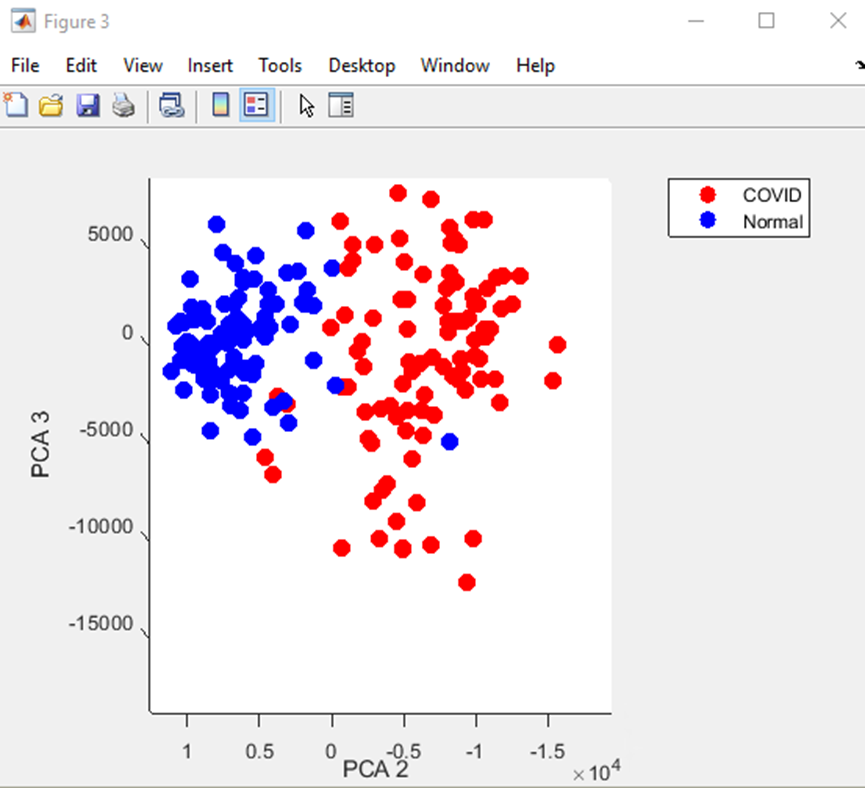 Figure 3
File Edit View Insert Tools Desktop Window Help
COVID
Normal
5000
0
-5000
-10000
-15000
PCA 3
1 0.5 0 -0.5 -1 -1.5
PCA 2
×10⁴